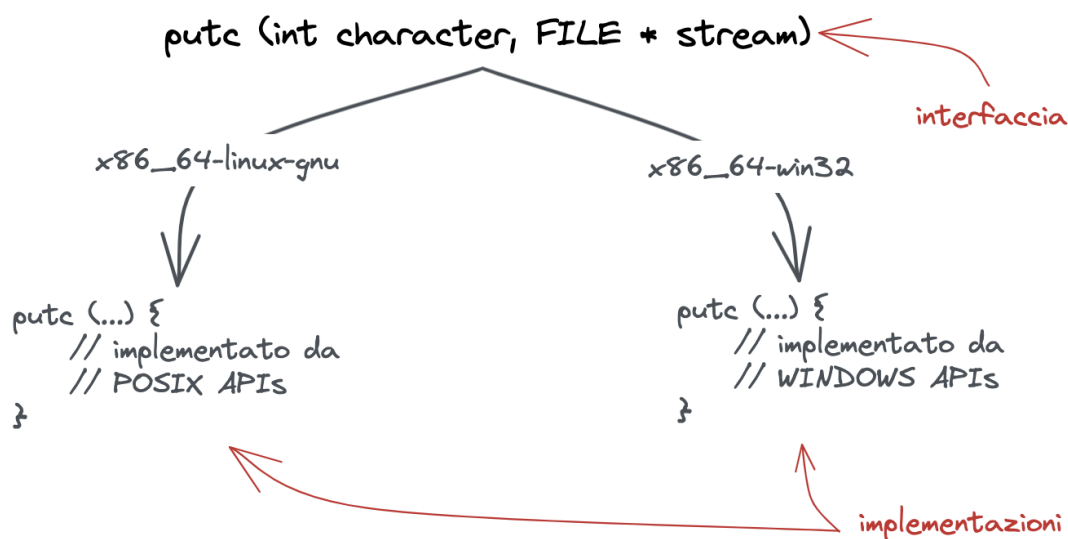 putc (int character, FILE * stream)
interfaccia
x86_64-linux-gnu
x86_64-win32
putc (...) {
// implementato da
// POSIX APIs
}
putc (...) {
// implementato da
// WINDOWS APIs
}
implementazioni